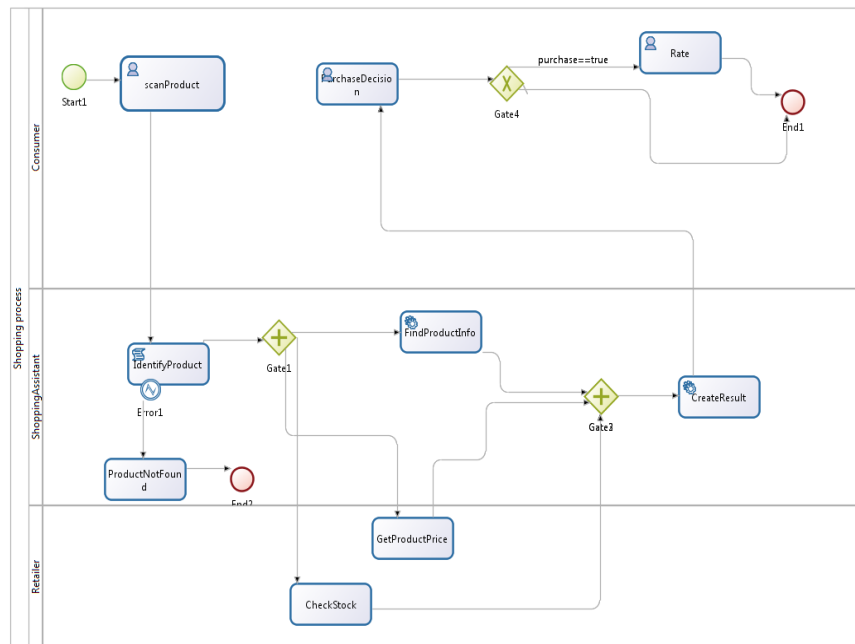 Shopping process
Consumer
Start1
scanProduct
PurchaseDecisio
n
Gate4
purchase==true
Rate
End1
ShoppingAssistant
IdentifyProduct
Error1
ProductNotFoun
d
End2
Gate1
FindProductInfo
Gate3
CreateResult
Retailer
GetProductPrice
CheckStock